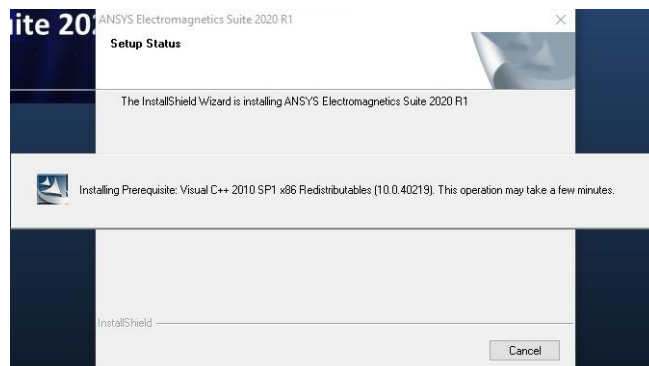 ite 20
ANSYS Electromagnetics Suite 2020 R1
Setup Status
The InstallShield Wizard is installing ANSYS Electromagnetics Suite 2020 R1
Installing Prerequisite: Visual C++ 2010 SP1 x86 Redistributables (10.0.40219). This operation may take a few minutes.
InstallShield
Cancel